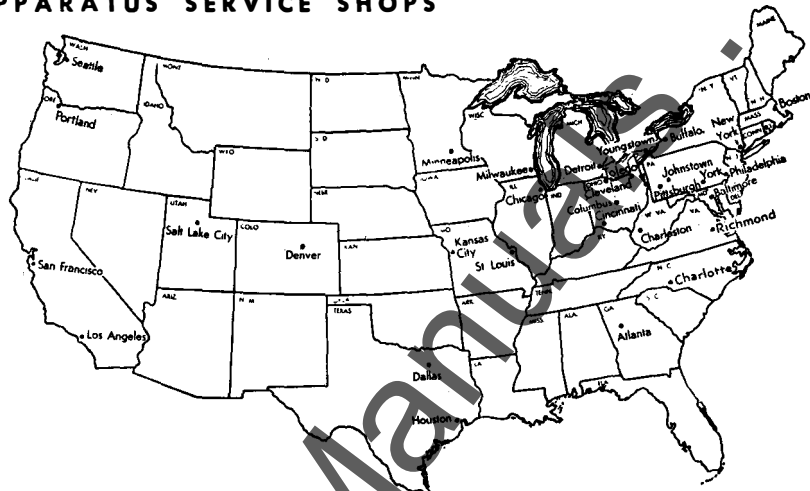 PPARATUS SERVICE SHOPS
WASH
Seattle
ORE
Portland
IDAHO
MONT
N D
S D
WYO
NEBR
NEV
UTAH
Salt Lake City
COLO
Denver
KAN
San Francisco
Los Angeles
ARIZ
N M
TEXAS
Dallas
Houston
Minneapolis
WISC
Milwaukee
IOWA
ILL
Chicago
IND
MO
Kansas
City
St Louis
ARK
LA
MISS
ALA
GA
Atlanta
TENN
KY
MICH
Detroit
Youngstown
Toledo
OHIO
Cleveland
Columbus
Cincinnati
Buffalo
N Y
VT
N H
MAINE
Boston
MASS
CONN
New
York
PA
Johnstown
Pittsburgh
York
Philadelphia
Baltimore
DEL
W VA
VA
Charleston
Richmond
N C
Charlotte
S C
Manuals.